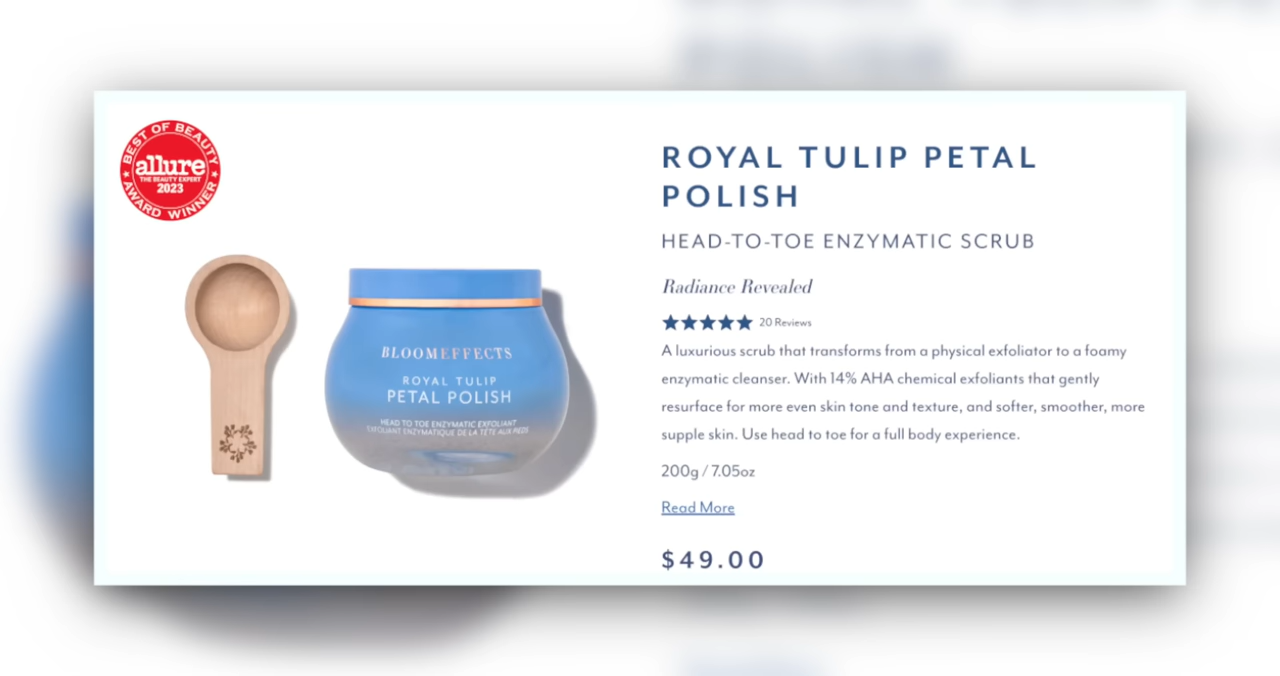 BEST OF BEAUTY
allure
THE BEAUTY EXPERT
2023
AWARD WINNER
BLOOMEFFECTS
ROYAL TULIP
PETAL POLISH
HEAD TO TOE ENZYMATIC EXFOLIANT
EXFOLIANT ENZYMATIQUE DE LA TÊTE AUX PIEDS
ROYAL TULIP PETAL
POLISH
HEAD-TO-TOE ENZYMATIC SCRUB
Radiance Revealed
20 Reviews
A luxurious scrub that transforms from a physical exfoliator to a foamy
enzymatic cleanser. With 14% AHA chemical exfoliants that gently
resurface for more even skin tone and texture, and softer, smoother, more
supple skin. Use head to toe for a full body experience.
200g / 7.05oz
Read More
$49.00